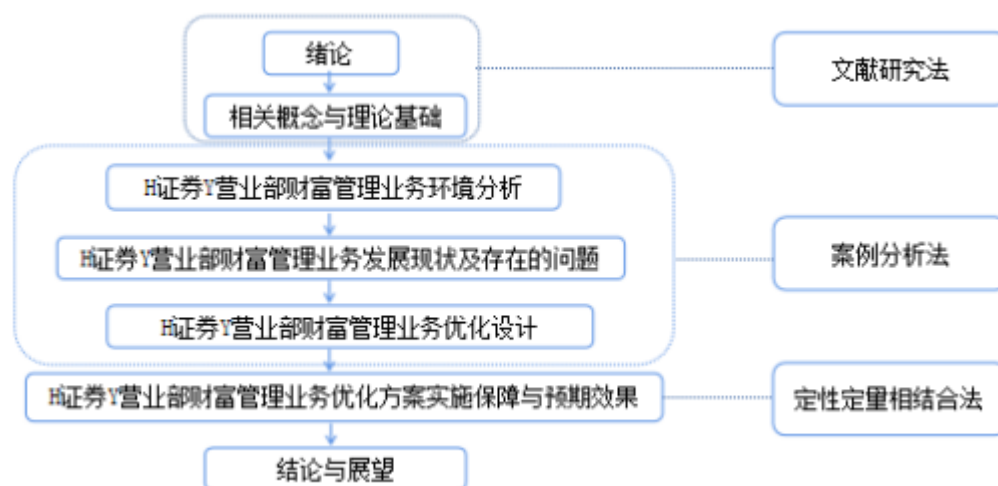 绪论
文献研究法
相关概念与理论基础
H证券Y营业部财富管理业务环境分析
H证券Y营业部财富管理业务发展现状及存在的问题
案例分析法
H证券Y营业部财富管理业务优化设计
H证券Y营业部财富管理业务优化方案实施保障与预期效果
定性定量相结合法
结论与展望